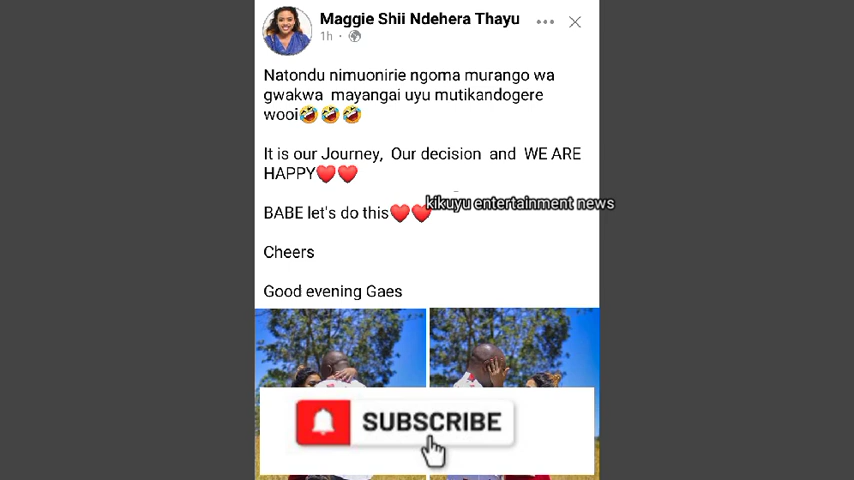 Maggie Shii Ndehera Thayu
1h
Natondu nimuonirie ngoma murango wa
gwakwa mayangai uyu mutikandogere
wooi🤣🤣🤣
It is our Journey, Our decision and WE ARE
HAPPY❤️❤️
BABE let's do this❤️❤️
kikuyu entertainment news
Cheers
Good evening Gaes
SUBSCRIBE